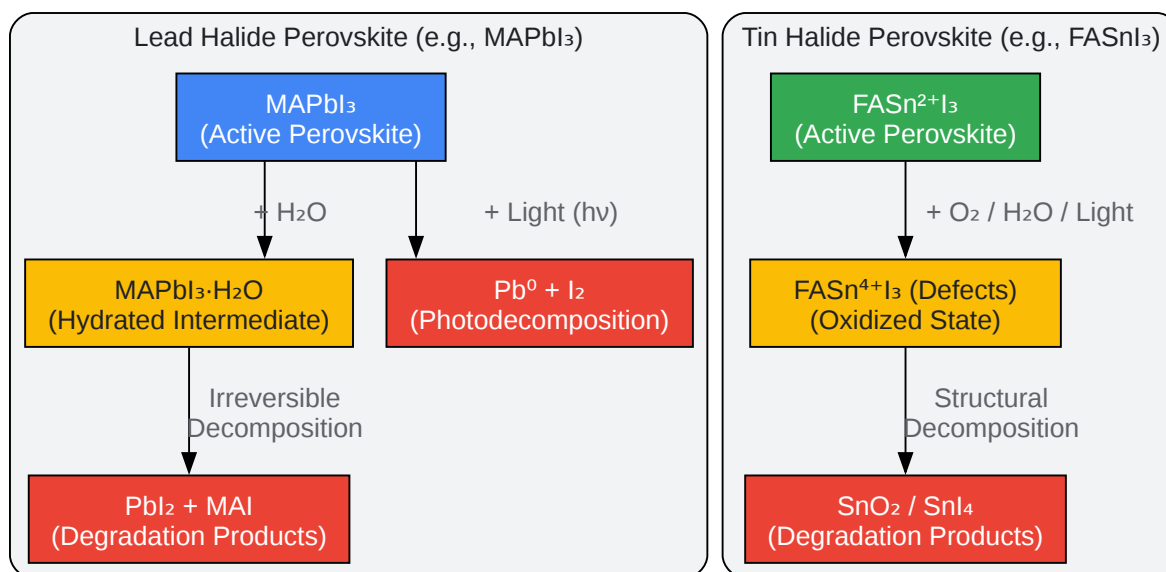 Lead Halide Perovskite (e.g., MAPbI₃)
MAPbI₃
(Active Perovskite)
+ H₂O
+ Light (hν)
MAPbI₃·H₂O
(Hydrated Intermediate)
Pb⁰ + I₂
(Photodecomposition)
Irreversible
Decomposition
PbI₂ + MAI
(Degradation Products)
Tin Halide Perovskite (e.g., FASnI₃)
FASn²⁺I₃
(Active Perovskite)
+ O₂ / H₂O / Light
FASn⁴⁺I₃ (Defects)
(Oxidized State)
Structural
Decomposition
SnO₂ / SnI₄
(Degradation Products)